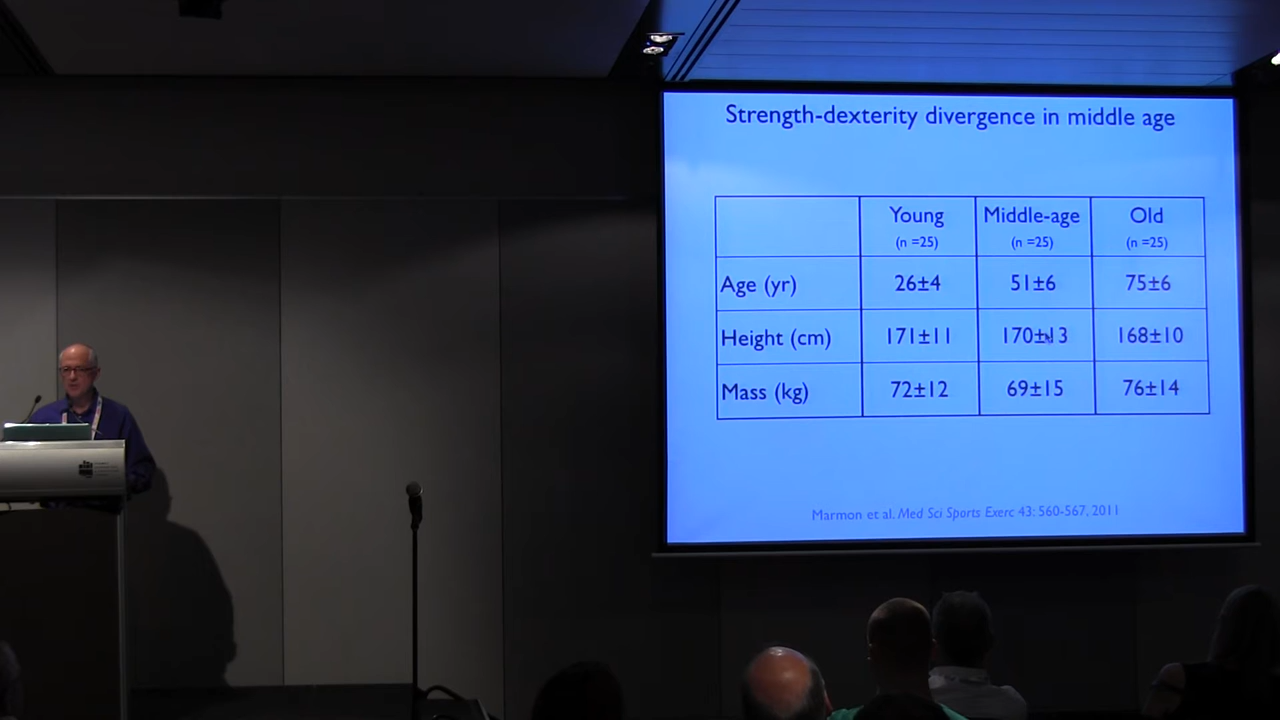 Strength-dexterity divergence in middle age
Young Middle-age Old
(n =25) (n =25) (n =25)
Age (yr) 26±4 51±6 75±6
Height (cm) 171±11 170±13 168±10
Mass (kg) 72±12 69±15 76±14
Marmon et al. Med Sci Sports Exerc 43: 560-567, 2011